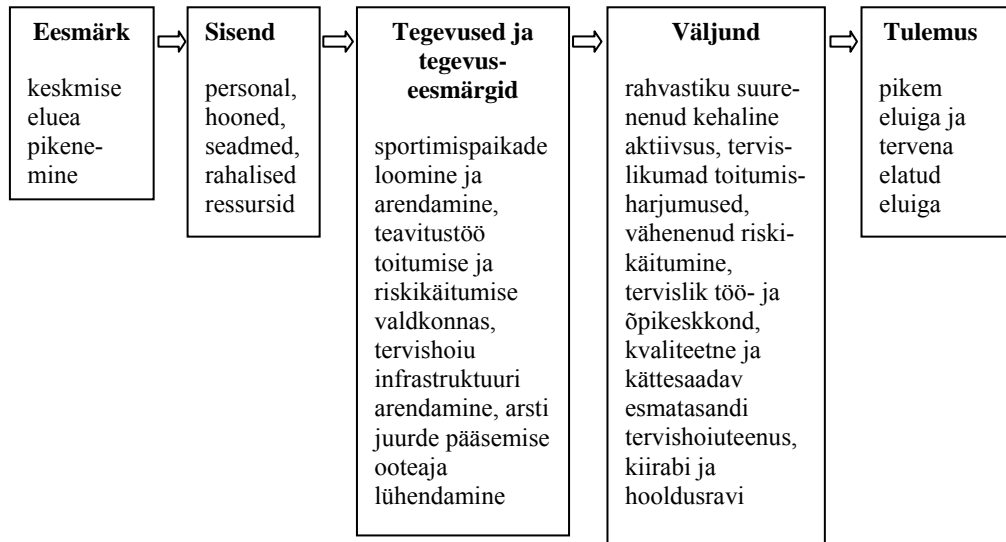 Eesmärk
keskmise
eluea
pikene-
mine
Sisend
personal,
hooned,
seadmed,
rahalised
ressursid
Tegevused ja
tegevus-
eesmärgid
sportimispaikade
loomine ja
arendamine,
teavitustöö
toitumise ja
riskikäitumise
valdkonnas,
tervishoiu
infrastruktuuri
arendamine, arsti
juurde pääsemise
ooteaja
lühendamine
Väljund
rahvastiku suure-
nenud kehaline
aktiivsus, tervis-
likumad toitumis-
harjumused,
vähenenud riski-
käitumine,
tervislik töö- ja
õpikeskkond,
kvaliteetne ja
kättesaadav
esmatasandi
tervishoiuteenus,
kiirabi ja
hooldusravi
Tulemus
pikem
eluiga ja
tervena
elatud
eluiga